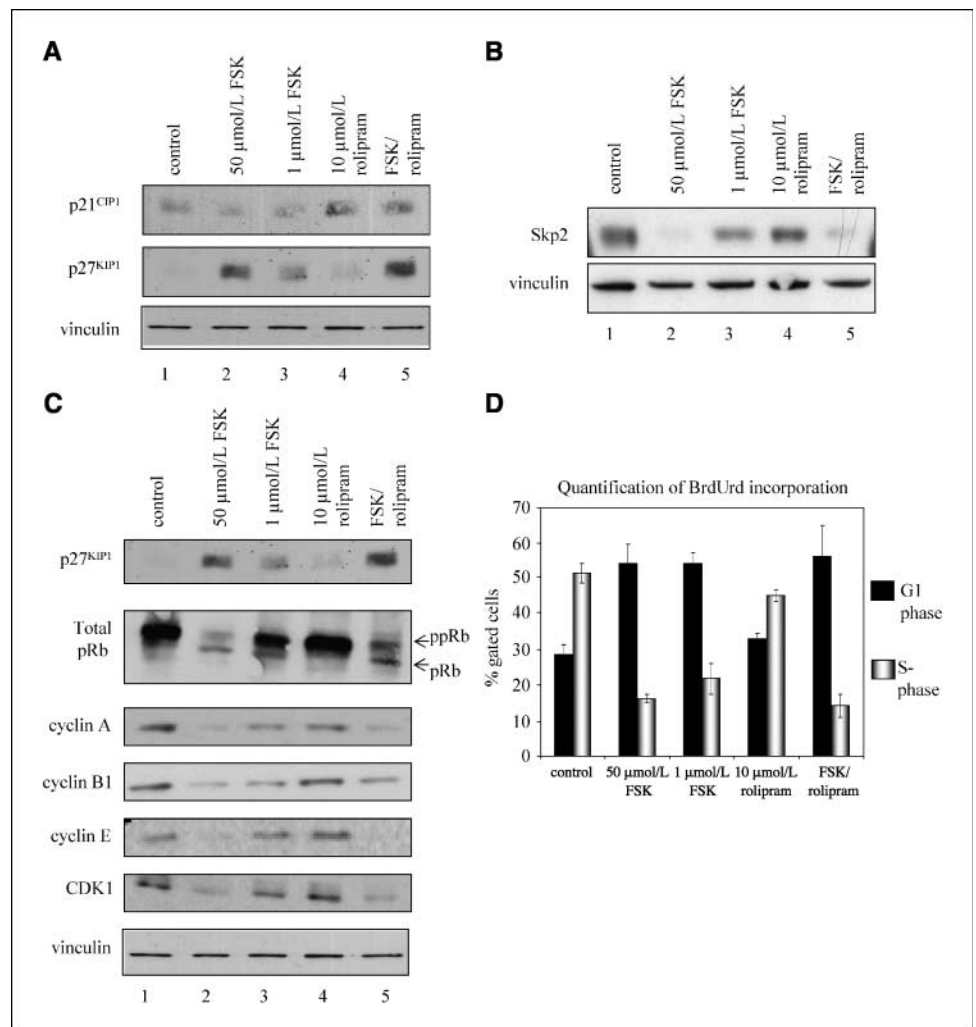 A
control
50 µmol/L FSK
1 µmol/L FSK
10 µmol/L
rolipram
FSK/
rolipram
p21CIP1
p27KIP1
vinculin
1 2 3 4 5
B
control
50 µmol/L FSK
1 µmol/L FSK
10 µmol/L
rolipram
FSK/
rolipram
Skp2
vinculin
1 2 3 4 5
C
control
50 µmol/L FSK
1 µmol/L FSK
10 µmol/L
rolipram
FSK/
rolipram
p27KIP1
Total
pRb
ppRb
pRb
cyclin A
cyclin B1
cyclin E
CDK1
vinculin
1 2 3 4 5
D
Quantification of BrdUrd incorporation
% gated cells
70
60
50
40
30
20
10
0
control
50 µmol/L
FSK
1 µmol/L
FSK
10 µmol/L
rolipram
FSK/
rolipram
G1
phase
S-
phase